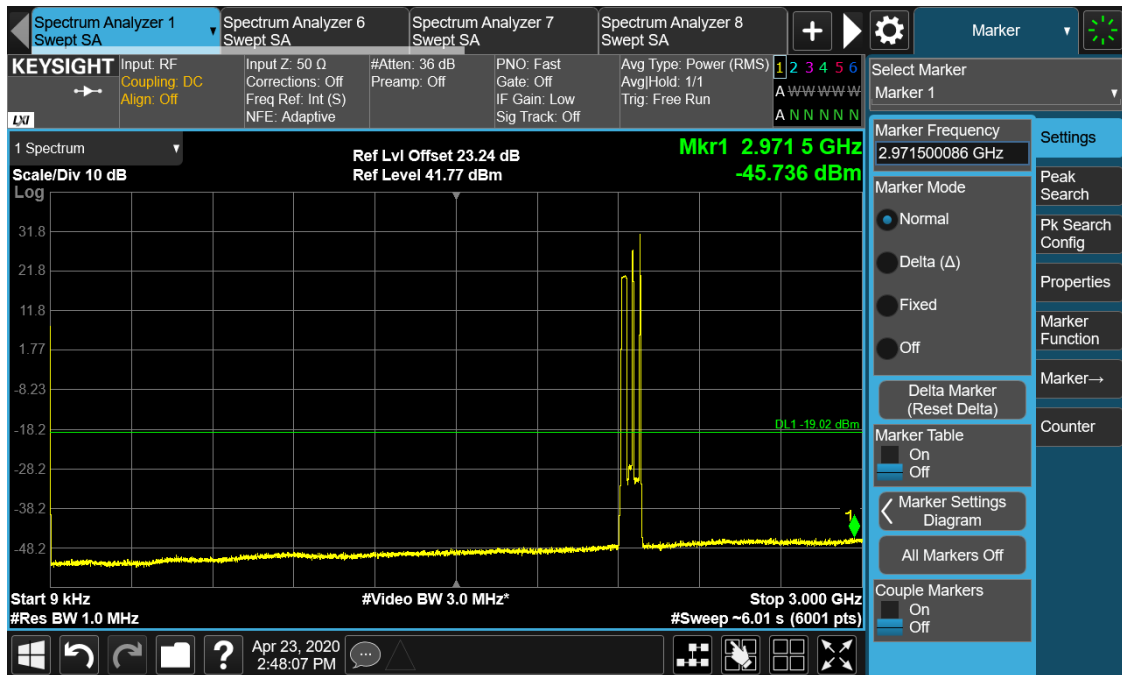 Spectrum Analyzer 1
Swept SA
Spectrum Analyzer 6
Swept SA
Spectrum Analyzer 7
Swept SA
Spectrum Analyzer 8
Swept SA
Marker
KEYSIGHT
LXI
Input: RF
Coupling: DC
Align: Off
Input Z: 50 Ω
Corrections: Off
Freq Ref: Int (S)
NFE: Adaptive
#Atten: 36 dB
Preamp: Off
PNO: Fast
Gate: Off
IF Gain: Low
Sig Track: Off
Avg Type: Power (RMS)
Avg|Hold: 1/1
Trig: Free Run
1 2 3 4 5 6
A W W W W W
A N N N N N
Select Marker
Marker 1
1 Spectrum
Scale/Div 10 dB
Log
Ref Lvl Offset 23.24 dB
Ref Level 41.77 dBm
Mkr1 2.971 5 GHz
-45.736 dBm
31.8
21.8
11.8
1.77
-8.23
-18.2
-28.2
-38.2
-48.2
DL1 -19.02 dBm
1
Start 9 kHz
#Res BW 1.0 MHz
#Video BW 3.0 MHz*
Stop 3.000 GHz
#Sweep ~6.01 s (6001 pts)
Marker Frequency
2.971500086 GHz
Marker Mode
Normal
Delta (Δ)
Fixed
Off
Delta Marker
(Reset Delta)
Marker Table
On
Off
Marker Settings
Diagram
All Markers Off
Couple Markers
On
Off
Settings
Peak
Search
Pk Search
Config
Properties
Marker
Function
Marker→
Counter
?
Apr 23, 2020
2:48:07 PM